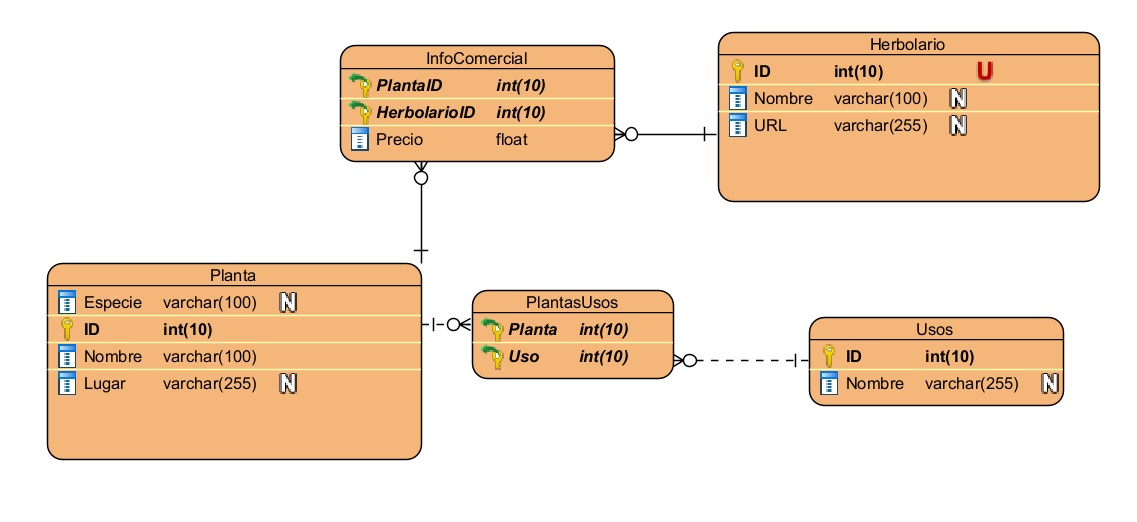 InfoComercial
PlantaID int(10)
HerbolarioID int(10)
Precio float
Herbolario
ID int(10) U
Nombre varchar(100) N
URL varchar(255) N
Planta
Especie varchar(100) N
ID int(10)
Nombre varchar(100)
Lugar varchar(255) N
PlantasUsos
Planta int(10)
Uso int(10)
Usos
ID int(10)
Nombre varchar(255) N